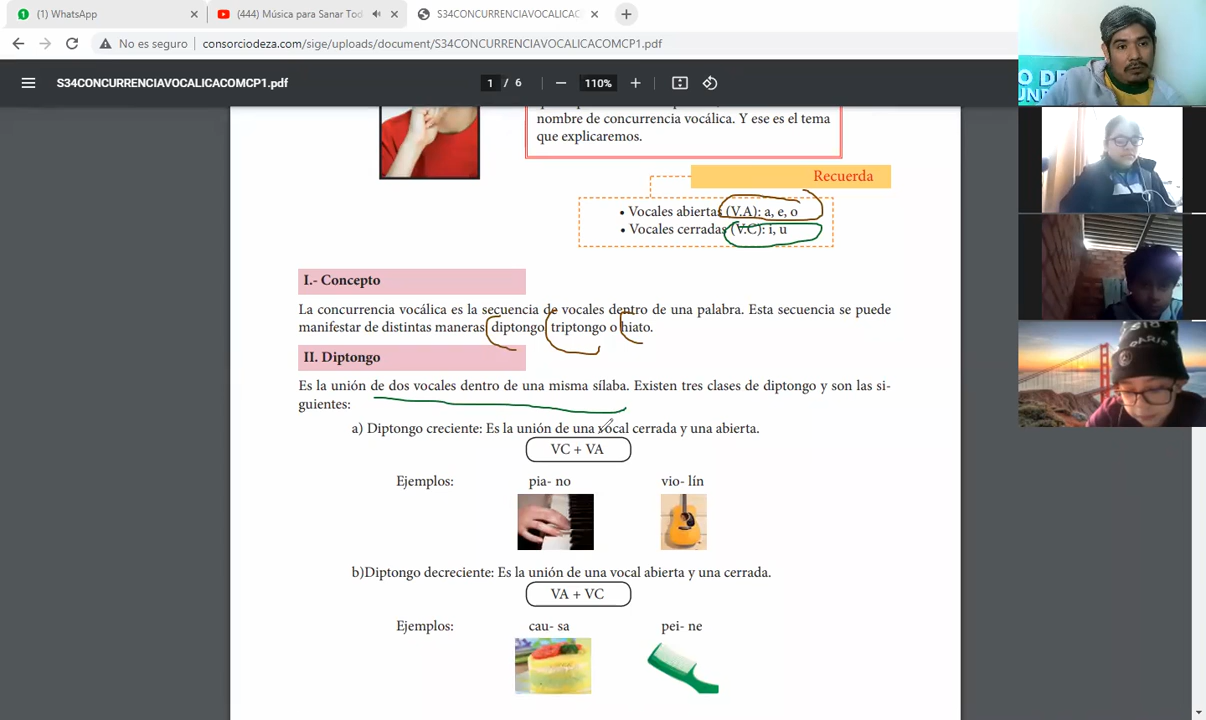 (1) WhatsApp
(444) Música para Sanar Tod
S34CONCURRENCIAVOCALICAC
No es seguro
consorciodeza.com/sige/uploads/document/S34CONCURRENCIAVOCALICACOMCP1.pdf
S34CONCURRENCIAVOCALICACOMCP1.pdf
1 / 6
110%
nombre de concurrencia vocálica. Y ese es el tema
que explicaremos.
Recuerda
• Vocales abiertas (V.A): a, e, o
• Vocales cerradas (V.C): i, u
I.- Concepto
La concurrencia vocálica es la secuencia de vocales dentro de una palabra. Esta secuencia se puede
manifestar de distintas maneras diptongo triptongo o hiato.
II. Diptongo
Es la unión de dos vocales dentro de una misma sílaba. Existen tres clases de diptongo y son las si-
guientes:
a) Diptongo creciente: Es la unión de una vocal cerrada y una abierta.
VC + VA
Ejemplos: pia- no vio- lín
b)Diptongo decreciente: Es la unión de una vocal abierta y una cerrada.
VA + VC
Ejemplos: cau- sa pei- ne
O DE
UN
PARIS